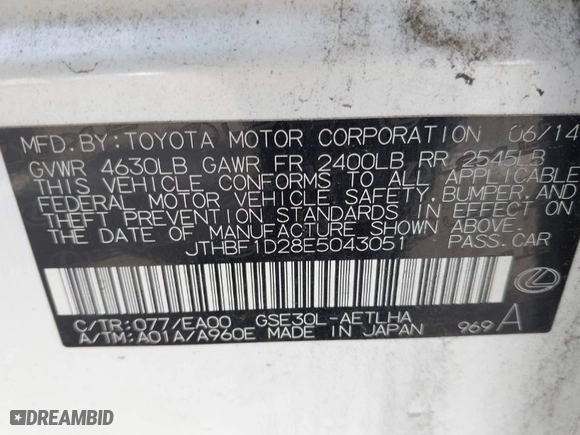 MFD.BY:TOYOTA MOTOR CORPORATION 06/14
GVWR 4630LB GAWR FR 2400LB RR 2545LB
THIS VEHICLE CONFORMS TO ALL APPLICABLE
FEDERAL MOTOR VEHICLE SAFETY, BUMPER, AND
THEFT PREVENTION STANDARDS IN EFFECT ON
THE DATE OF MANUFACTURE SHOWN ABOVE.
JTHBF1D28E5043051 PASS.CAR
C/TR:077/EA00 GSE30L-AETLHA
A/TM:A01A/A960E MADE IN JAPAN 969 A
DREAMBID